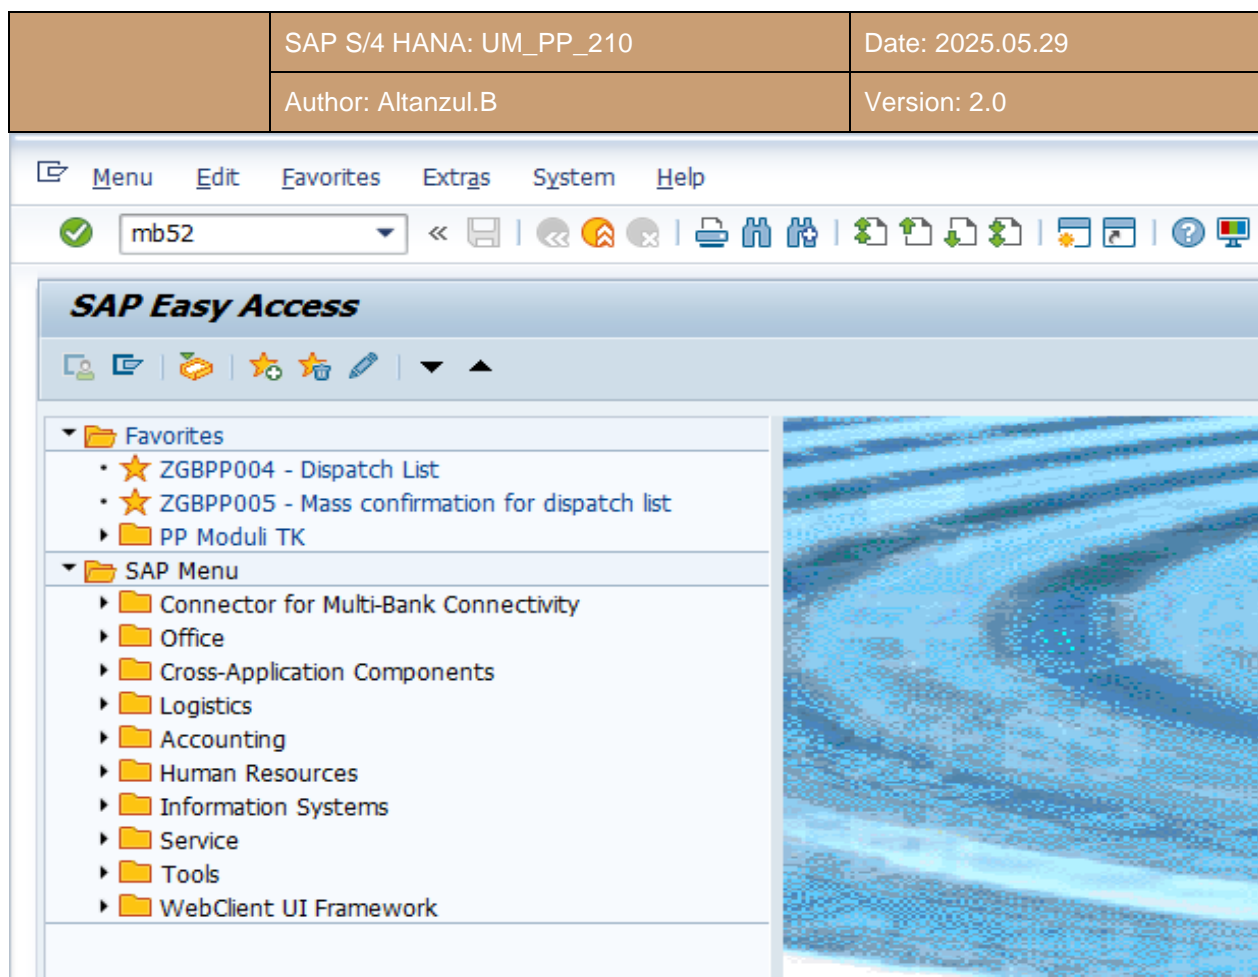 SAP S/4 HANA: UM_PP_210
Date: 2025.05.29
Author: Altanzul.B
Version: 2.0
Menu Edit Favorites Extras System Help
mb52
SAP Easy Access
Favorites
ZGBPP004 - Dispatch List
ZGBPP005 - Mass confirmation for dispatch list
PP Moduli TK
SAP Menu
Connector for Multi-Bank Connectivity
Office
Cross-Application Components
Logistics
Accounting
Human Resources
Information Systems
Service
Tools
WebClient UI Framework